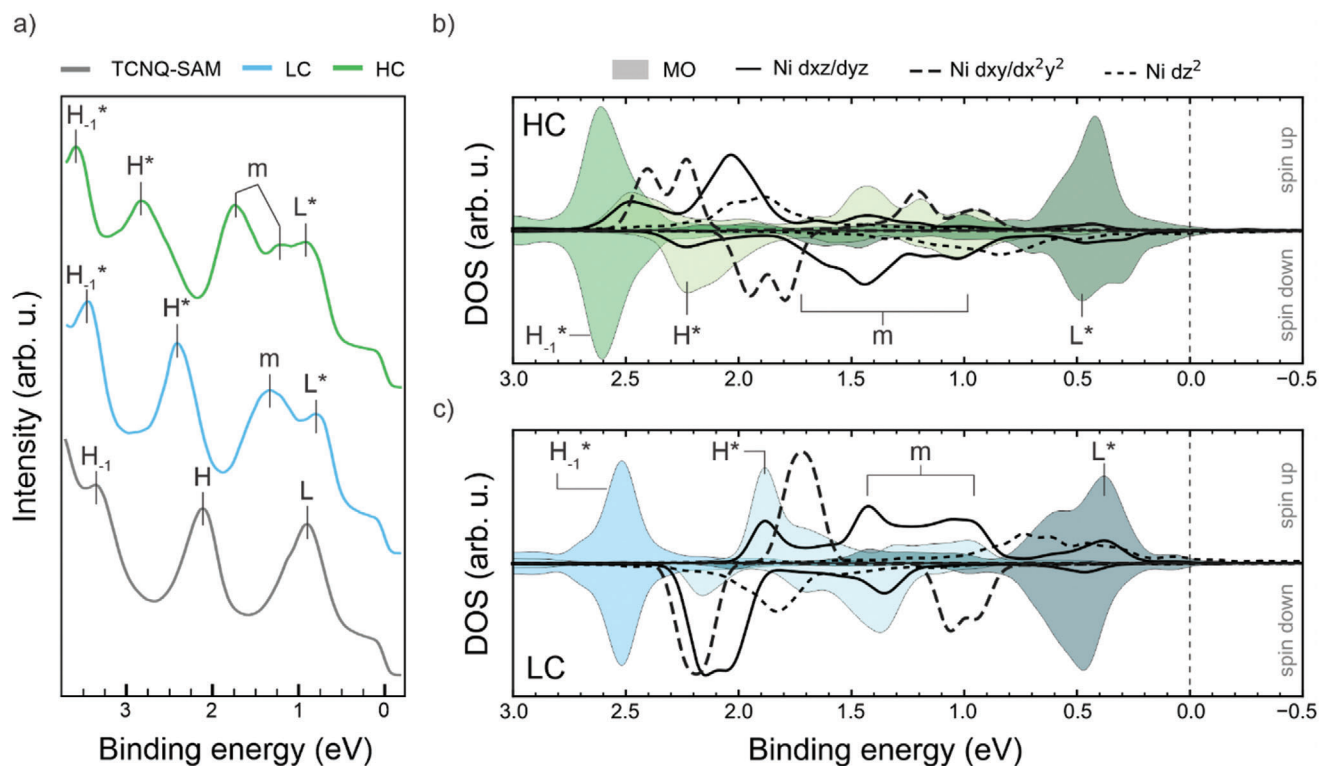 a)
TCNQ-SAM LC HC
H₋₁*
H*
m
L*
H₋₁*
H*
m
L*
H₋₁
H
L
Intensity (arb. u.)
3 2 1 0
Binding energy (eV)
b)
MO Ni dxz/dyz Ni dxy/dx²y² Ni dz²
HC
spin up
DOS (arb. u.)
spin down
H₋₁*
H*
m
L*
3.0 2.5 2.0 1.5 1.0 0.5 0.0 −0.5
c)
H₋₁*
H*
m
L*
spin up
DOS (arb. u.)
spin down
LC
3.0 2.5 2.0 1.5 1.0 0.5 0.0 −0.5
Binding energy (eV)